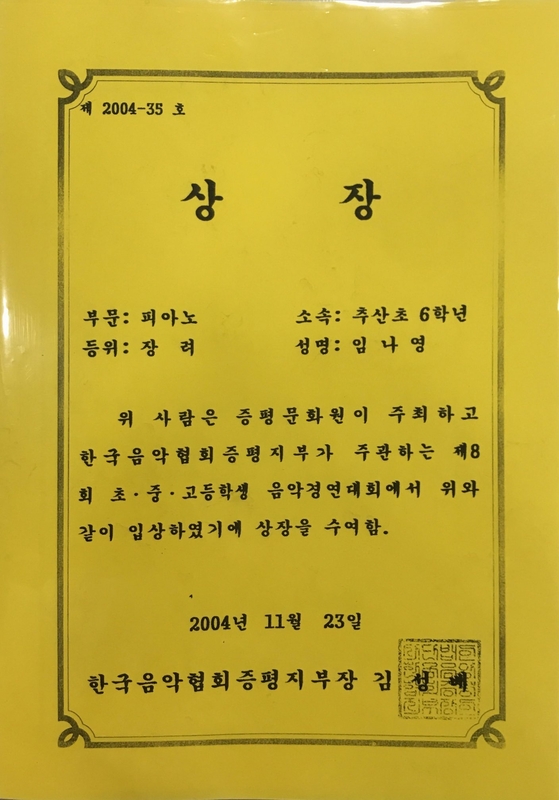 제 2004-35 호
상 장
부문: 피아노 소속: 추산초 6학년
등위: 장 려 성명: 임 나 영
위 사람은 증평문화원이 주최하고
한국음악협회증평지부가 주관하는 제8
회 초·중·고등학생 음악경연대회에서 위와
같이 입상하였기에 상장을 수여함.
2004년 11월 23일
한국음악협회증평지부장 김 성 배